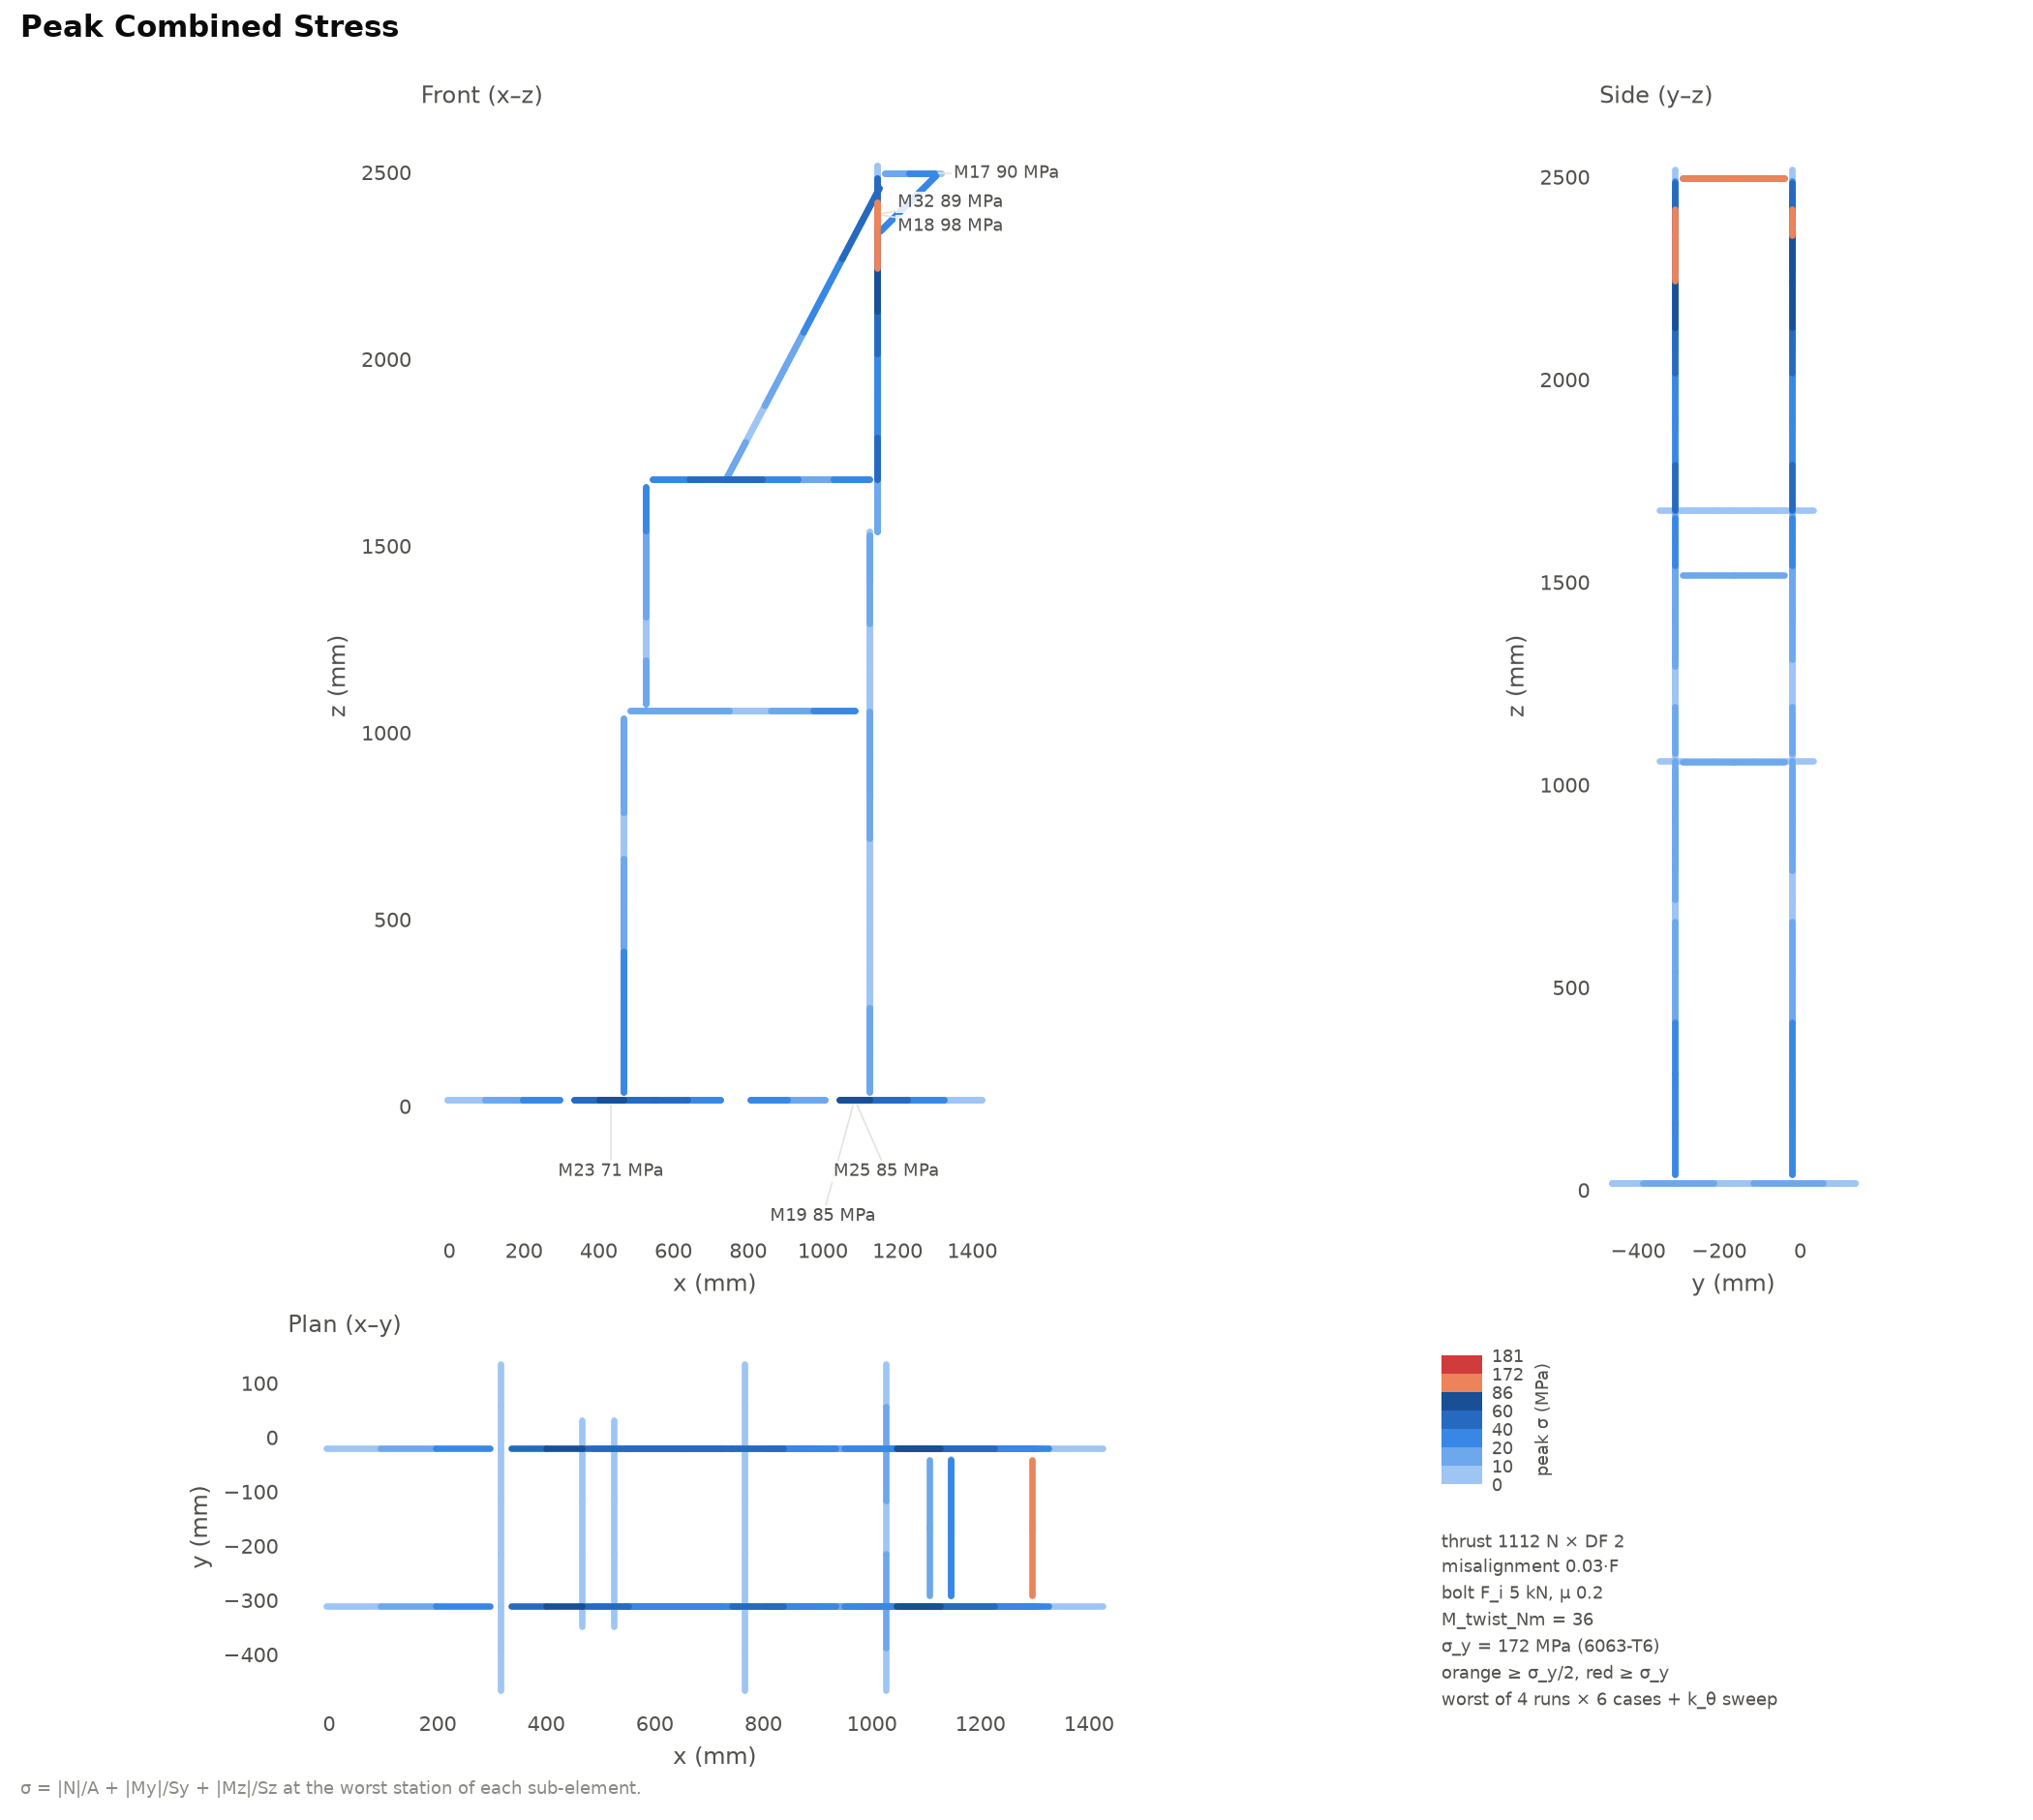 Peak Combined Stress
Front (x–z)
Side (y–z)
2500
2000
1500
1000
500
0
z (mm)
M17 90 MPa
M32 89 MPa
M18 98 MPa
M23 71 MPa
M25 85 MPa
M19 85 MPa
0 200 400 600 800 1000 1200 1400
x (mm)
2500
2000
1500
1000
500
0
z (mm)
−400 −200 0
y (mm)
Plan (x–y)
100
0
−100
−200
−300
−400
y (mm)
0 200 400 600 800 1000 1200 1400
x (mm)
181
172
86
60
40
20
10
0
peak σ (MPa)
thrust 1112 N × DF 2
misalignment 0.03·F
bolt F_i 5 kN, μ 0.2
M_twist_Nm = 36
σ_y = 172 MPa (6063-T6)
orange ≥ σ_y/2, red ≥ σ_y
worst of 4 runs × 6 cases + k_θ sweep
σ = |N|/A + |My|/Sy + |Mz|/Sz at the worst station of each sub-element.